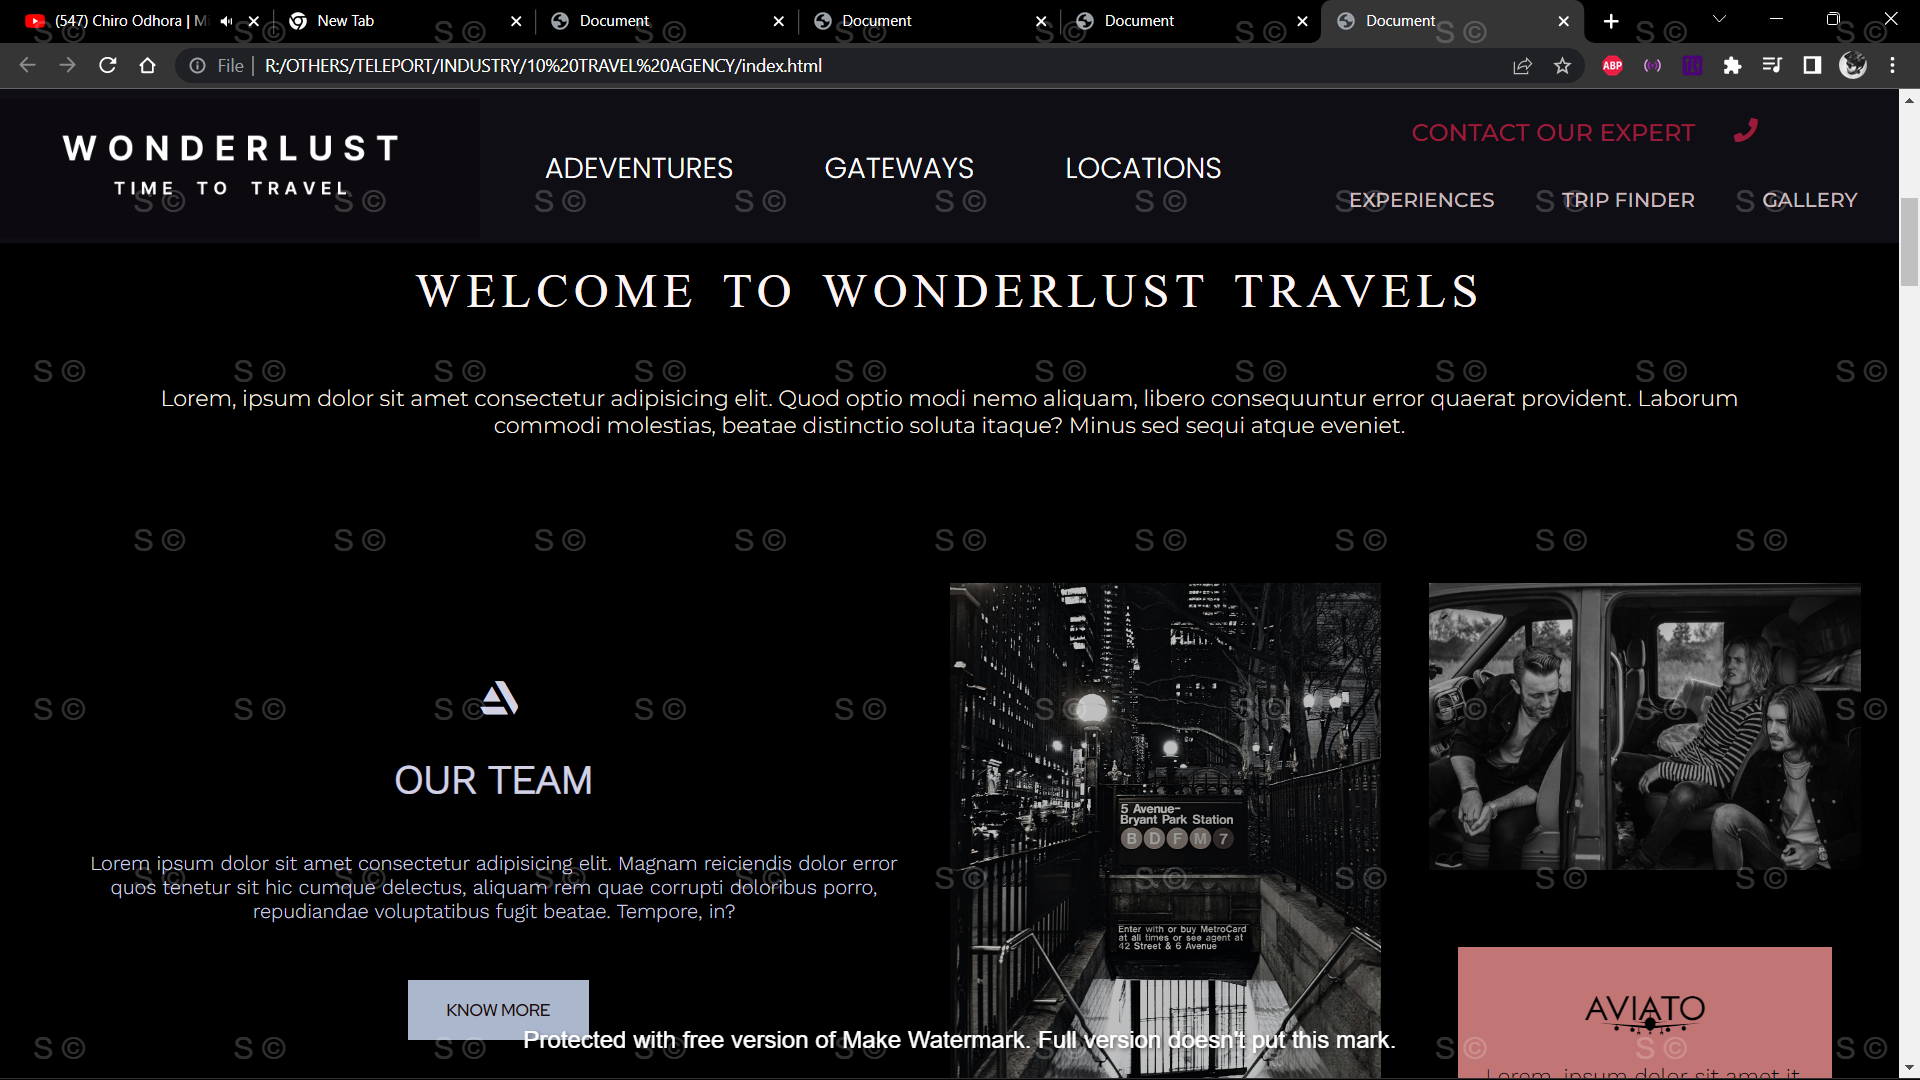 (547) Chiro Odhora | M
New Tab
Document
Document
Document
Document
File
R:/OTHERS/TELEPORT/INDUSTRY/10%20TRAVEL%20AGENCY/index.html
ABP
WONDERLUST
TIME TO TRAVEL
ADEVENTURES
GATEWAYS
LOCATIONS
CONTACT OUR EXPERT
EXPERIENCES
TRIP FINDER
GALLERY
WELCOME TO WONDERLUST TRAVELS
Lorem, ipsum dolor sit amet consectetur adipisicing elit. Quod optio modi nemo aliquam, libero consequuntur error quaerat provident. Laborum
commodi molestias, beatae distinctio soluta itaque? Minus sed sequi atque eveniet.
OUR TEAM
Lorem ipsum dolor sit amet consectetur adipisicing elit. Magnam reiciendis dolor error
quos tenetur sit hic cumque delectus, aliquam rem quae corrupti doloribus porro,
repudiandae voluptatibus fugit beatae. Tempore, in?
KNOW MORE
5 Avenue-
Bryant Park Station
B D F M 7
Enter with or buy MetroCard
at all times or see agent at
42 Street & 6 Avenue
AVIATO
Lorem, ipsum dolor sit amet it
Protected with free version of Make Watermark. Full version doesn't put this mark.
S ©